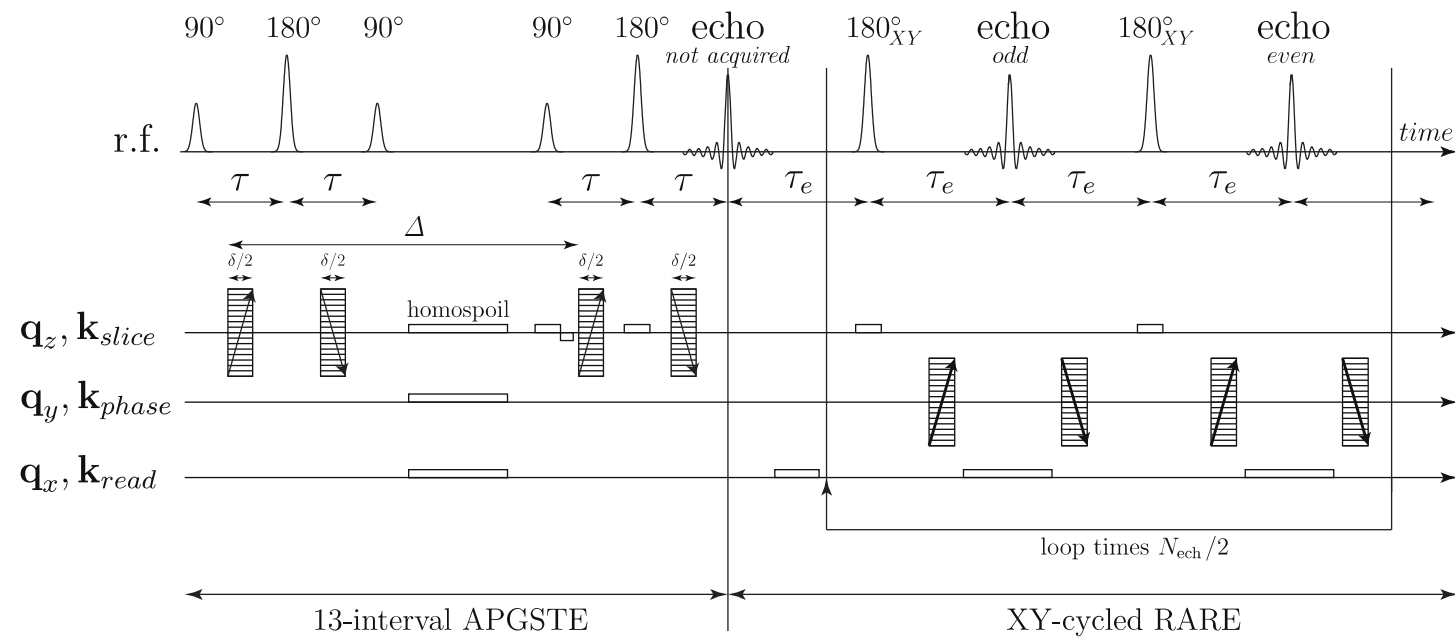 90° 180° 90° 90° 180° echo 180°XY echo 180°XY echo
not acquired odd even
r.f. time
τ τ τ τ τe τe τe τe
Δ
δ/2 δ/2 δ/2 δ/2
homospoil
qz, kslice
qy, kphase
qx, kread
loop times Nech/2
13-interval APGSTE XY-cycled RARE